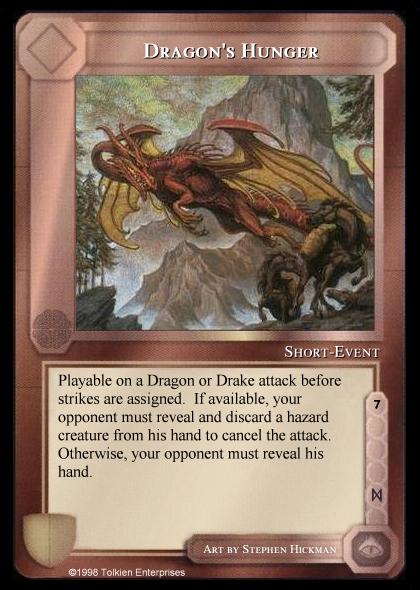 DRAGON'S HUNGER
SHORT-EVENT
Playable on a Dragon or Drake attack before
strikes are assigned.  If available, your
opponent must reveal and discard a hazard
creature from his hand to cancel the attack.
Otherwise, your opponent must reveal his
hand.
7
ART BY STEPHEN HICKMAN
©1998 Tolkien Enterprises